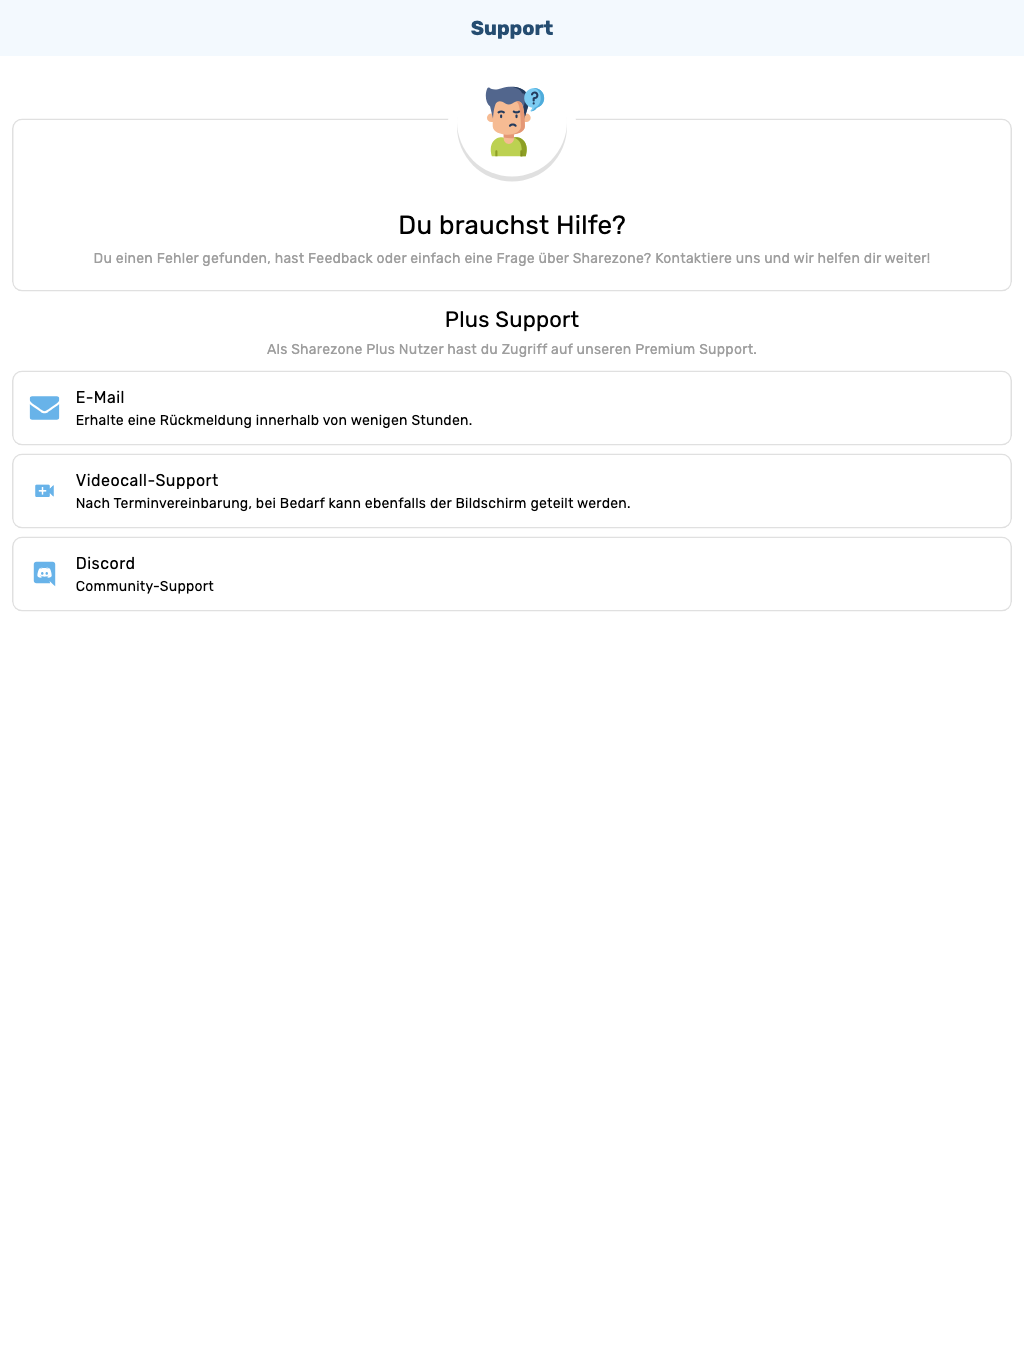 Support
?
Du brauchst Hilfe?
Du einen Fehler gefunden, hast Feedback oder einfach eine Frage über Sharezone? Kontaktiere uns und wir helfen dir weiter!
Plus Support
Als Sharezone Plus Nutzer hast du Zugriff auf unseren Premium Support.
E-Mail
Erhalte eine Rückmeldung innerhalb von wenigen Stunden.
Videocall-Support
Nach Terminvereinbarung, bei Bedarf kann ebenfalls der Bildschirm geteilt werden.
Discord
Community-Support